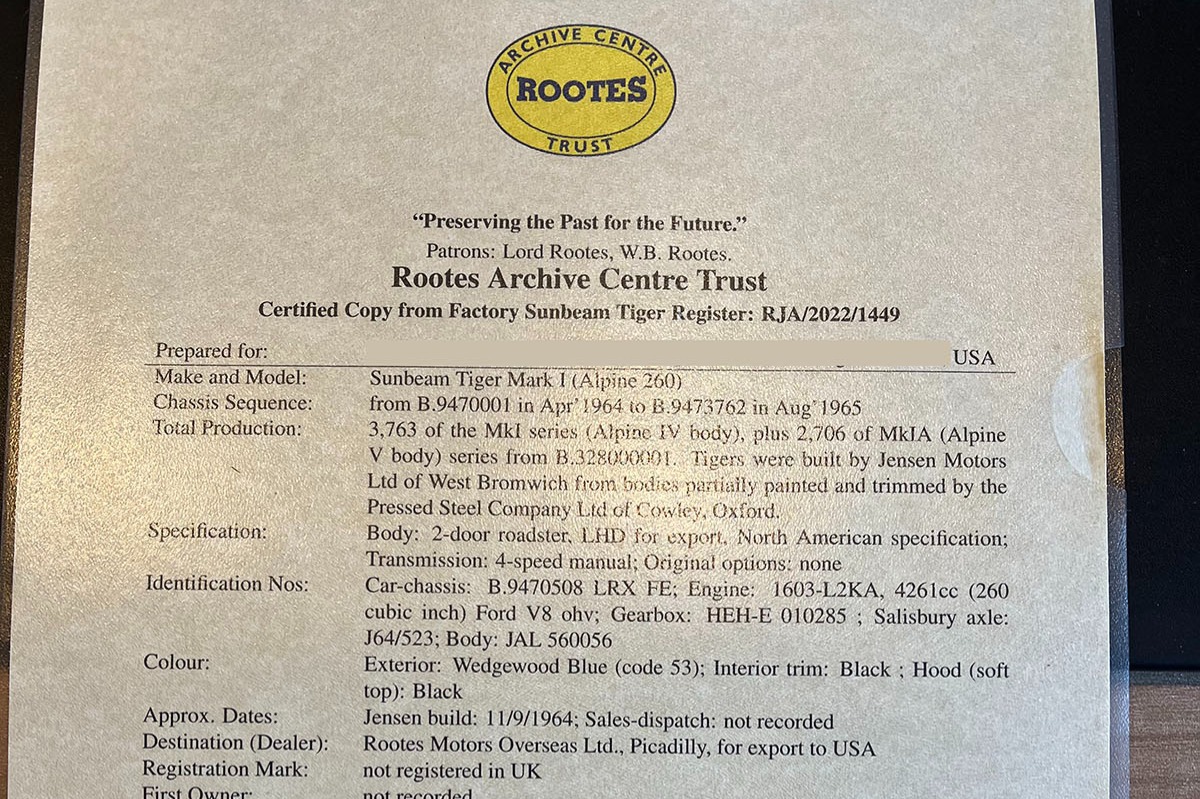 ARCHIVE CENTRE
ROOTES
TRUST
“Preserving the Past for the Future.”
Patrons: Lord Rootes, W.B. Rootes.
Rootes Archive Centre Trust
Certified Copy from Factory Sunbeam Tiger Register: RJA/2022/1449
Prepared for: USA
Make and Model: Sunbeam Tiger Mark I (Alpine 260)
Chassis Sequence: from B.9470001 in Apr’ 1964 to B.9473762 in Aug’ 1965
Total Production: 3,763 of the MkI series (Alpine IV body), plus 2,706 of MkIA (Alpine
V body) series from B.328000001. Tigers were built by Jensen Motors
Ltd of West Bromwich from bodies partially painted and trimmed by the
Pressed Steel Company Ltd of Cowley, Oxford.
Specification: Body: 2-door roadster, LHD for export, North American specification;
Transmission: 4-speed manual; Original options: none
Identification Nos: Car-chassis: B.9470508 LRX FE; Engine: 1603-L2KA, 4261cc (260
cubic inch) Ford V8 ohv; Gearbox: HEH-E 010285 ; Salisbury axle:
J64/523; Body: JAL 560056
Colour: Exterior: Wedgewood Blue (code 53); Interior trim: Black ; Hood (soft
top): Black
Approx. Dates: Jensen build: 11/9/1964; Sales-dispatch: not recorded
Destination (Dealer): Rootes Motors Overseas Ltd., Picadilly, for export to USA
Registration Mark: not registered in UK
First Owner: not recorded